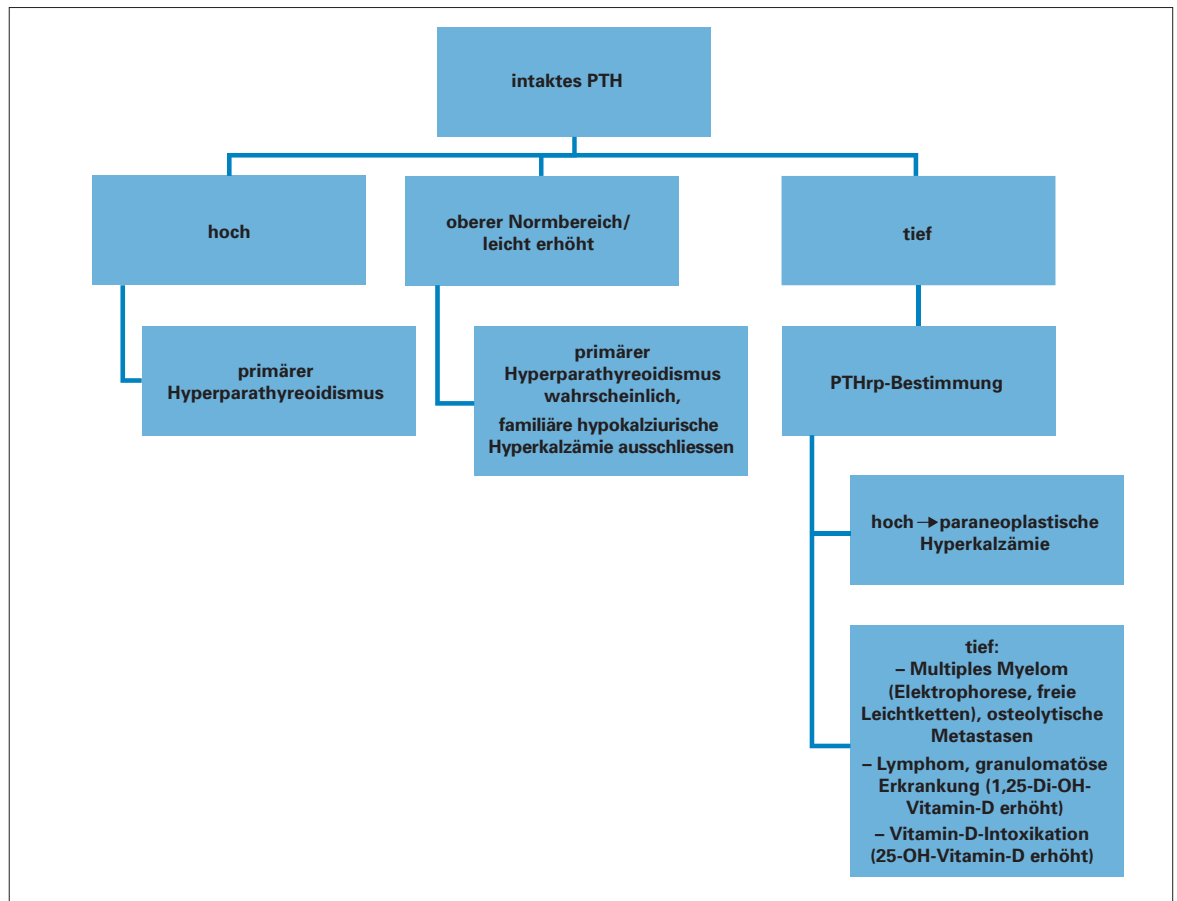 intaktes PTH
hoch
oberer Normbereich/
leicht erhöht
tief
primärer
Hyperparathyreoidismus
primärer
Hyperparathyreoidismus
wahrscheinlich,
familiäre hypokalziurische
Hyperkalzämie ausschliessen
PTHrp-Bestimmung
hoch → paraneoplastische
Hyperkalzämie
tief:
– Multiples Myelom
(Elektrophorese, freie
Leichtketten), osteolytische
Metastasen
– Lymphom, granulomatöse
Erkrankung (1,25-Di-OH-
Vitamin-D erhöht)
– Vitamin-D-Intoxikation
(25-OH-Vitamin-D erhöht)